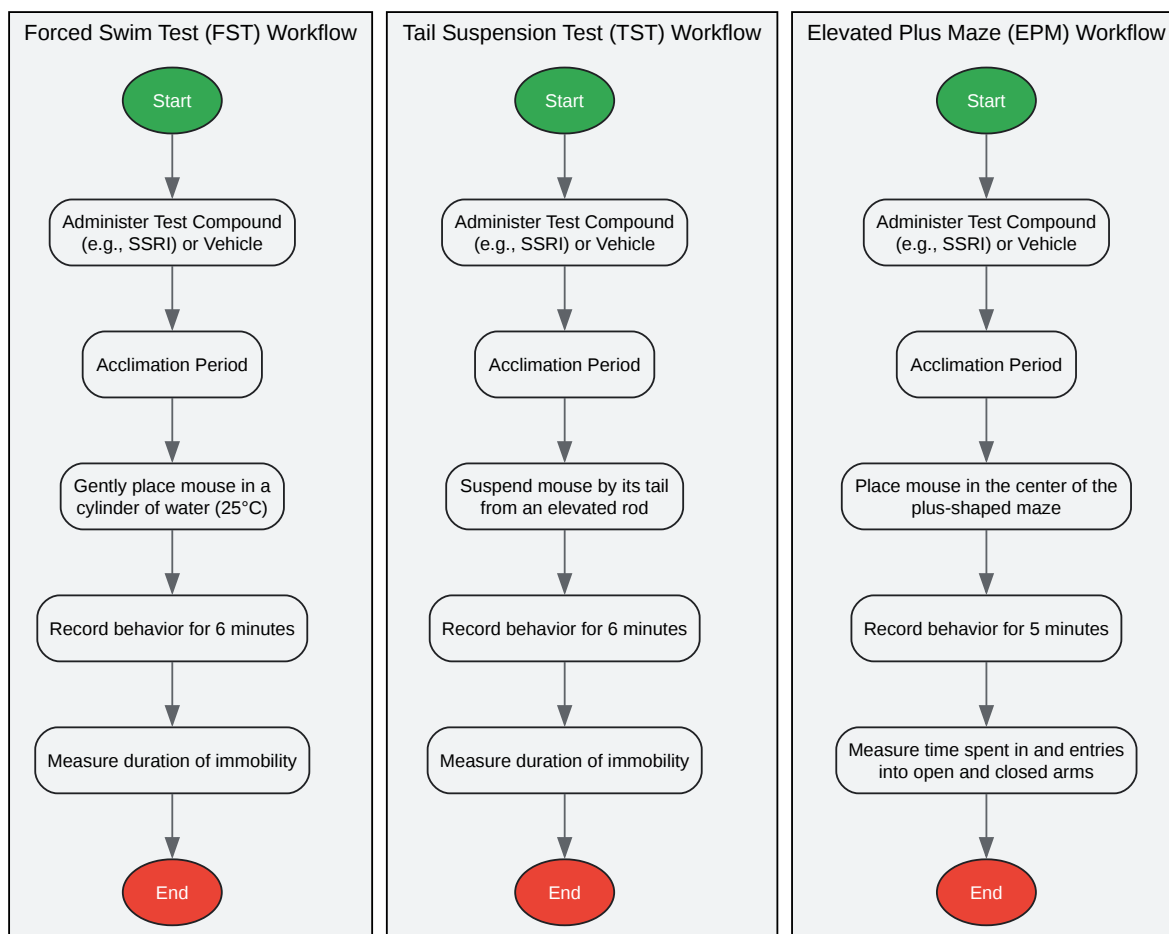 Forced Swim Test (FST) Workflow
Start
Administer Test Compound
(e.g., SSRI) or Vehicle
Acclimation Period
Gently place mouse in a
cylinder of water (25°C)
Record behavior for 6 minutes
Measure duration of immobility
End
Tail Suspension Test (TST) Workflow
Start
Administer Test Compound
(e.g., SSRI) or Vehicle
Acclimation Period
Suspend mouse by its tail
from an elevated rod
Record behavior for 6 minutes
Measure duration of immobility
End
Elevated Plus Maze (EPM) Workflow
Start
Administer Test Compound
(e.g., SSRI) or Vehicle
Acclimation Period
Place mouse in the center of the
plus-shaped maze
Record behavior for 5 minutes
Measure time spent in and entries
into open and closed arms
End